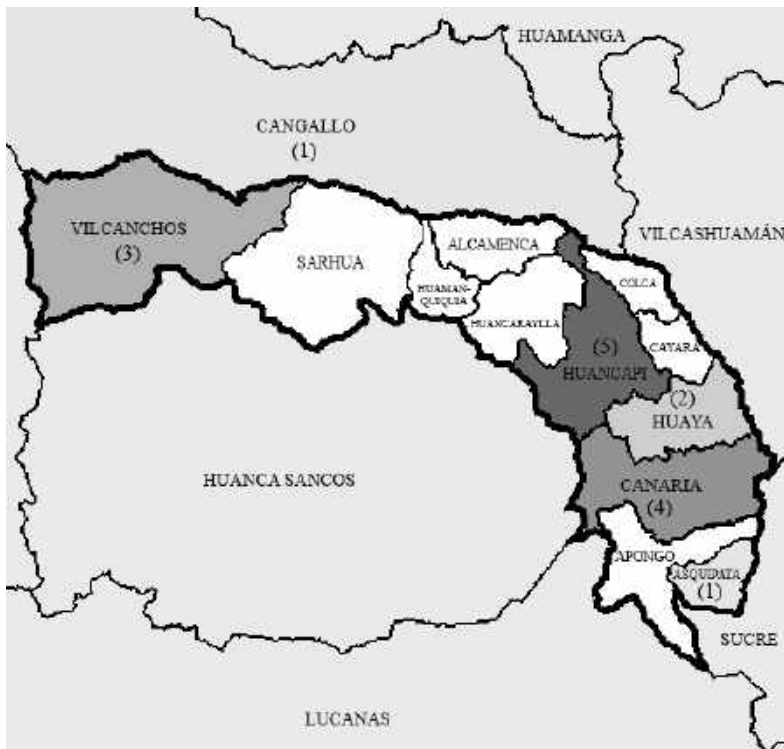 HUAMANGA
CANGALLO
(1)
VILCANCHOS
(3)
VILCASHUAMÁN
ALCAMENCA
SARHUA
COLCA
HUAMAN-
QUIQUIA
HUANCARAYLLA
CAYARA
(5)
HUANCAPI
(2)
HUAYA
HUANCA SANCOS
CANARIA
(4)
APONGO
ASQUIPATA
(1)
SUCRE
LUCANAS